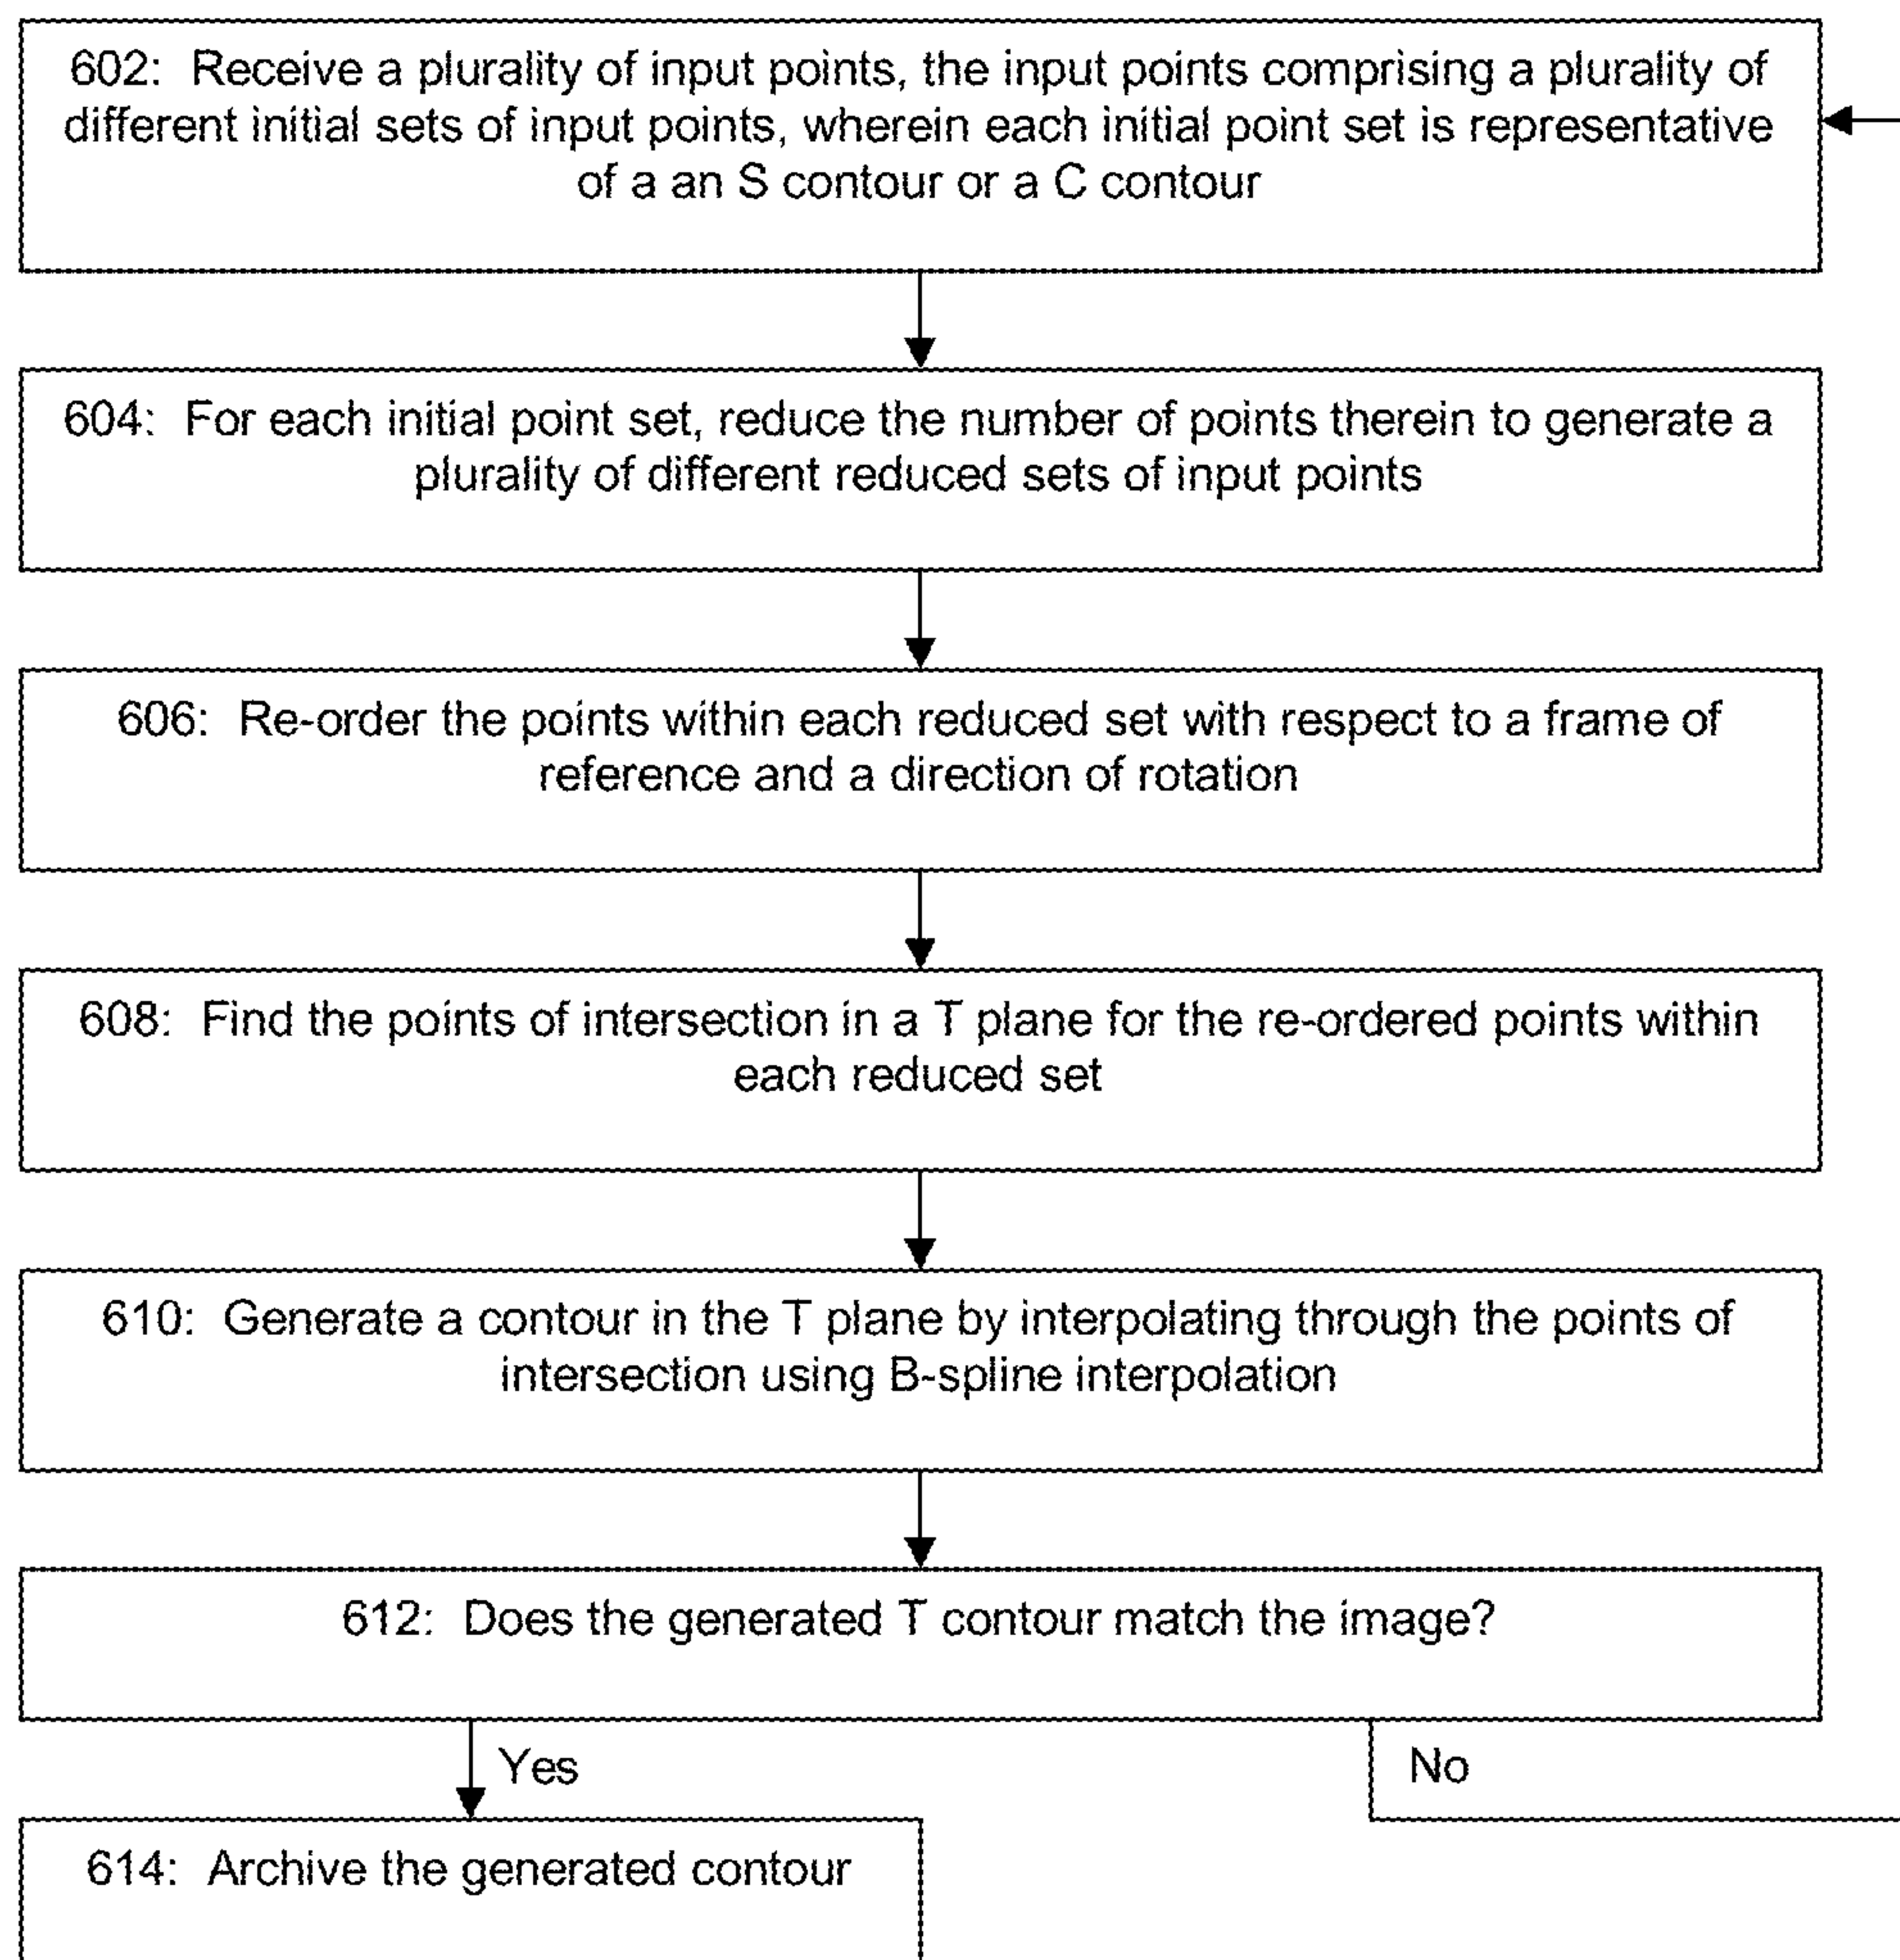 602: Receive a plurality of input points, the input points comprising a plurality of
different initial sets of input points, wherein each initial point set is representative
of a an S contour or a C contour
604: For each initial point set, reduce the number of points therein to generate a
plurality of different reduced sets of input points
606: Re-order the points within each reduced set with respect to a frame of
reference and a direction of rotation
608: Find the points of intersection in a T plane for the re-ordered points within
each reduced set
610: Generate a contour in the T plane by interpolating through the points of
intersection using B-spline interpolation
612: Does the generated T contour match the image?
Yes
No
614: Archive the generated contour